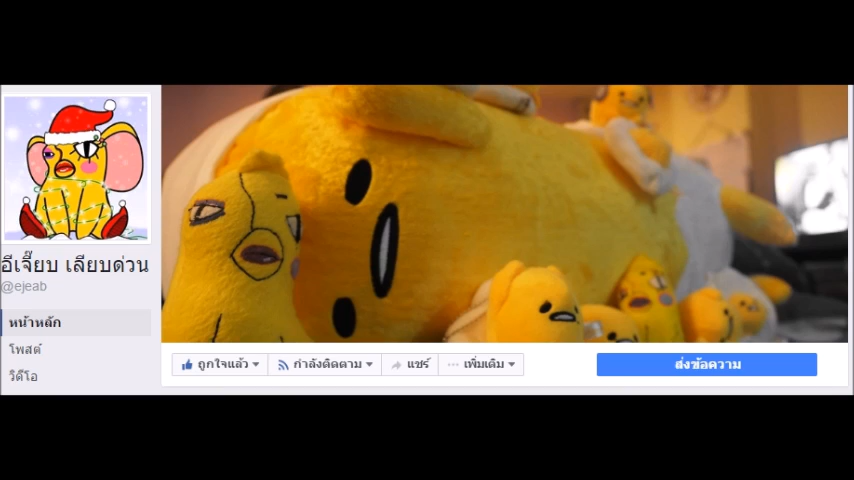 อีเจี๊ยบ เลียบด่วน
@ejeab
หน้าหลัก
โพสต์
วิดีโอ
ถูกใจแล้ว
กำลังติดตาม
แชร์
เพิ่มเติม
ส่งข้อความ